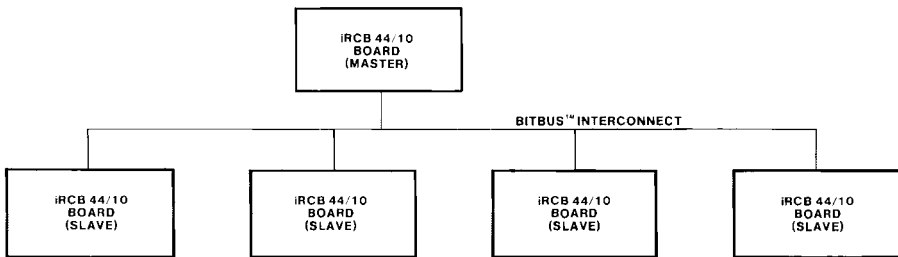 iRCB 44/10
BOARD
(MASTER)
BITBUS™ INTERCONNECT
iRCB 44/10
BOARD
(SLAVE)
iRCB 44/10
BOARD
(SLAVE)
iRCB 44/10
BOARD
(SLAVE)
iRCB 44/10
BOARD
(SLAVE)